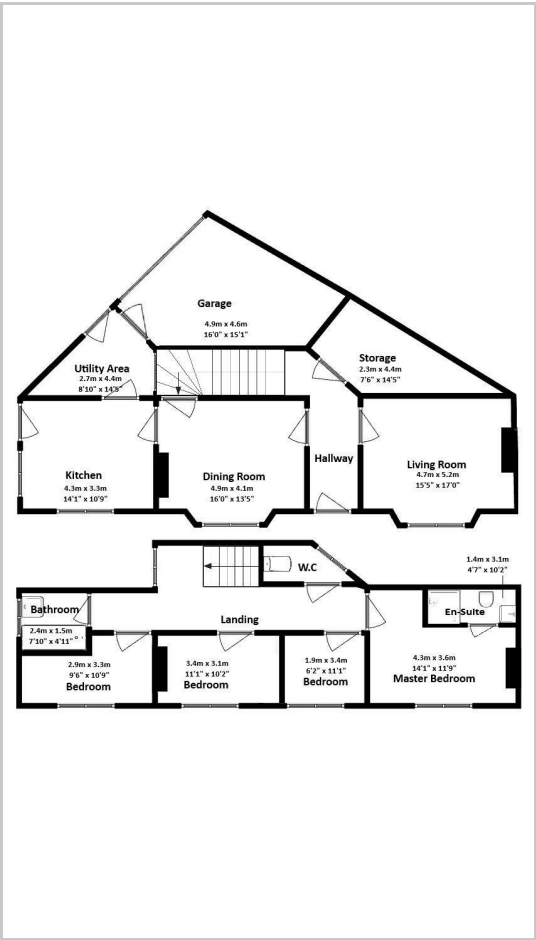 Garage
4.9m x 4.6m
16'0" x 15'1"
Storage
2.3m x 4.4m
7'6" x 14'5"
Utility Area
2.7m x 4.4m
8'10" x 14'5"
Kitchen
4.3m x 3.3m
14'1" x 10'9"
Dining Room
4.9m x 4.1m
16'0" x 13'5"
Hallway
Living Room
4.7m x 5.2m
15'5" x 17'0"
W.C
1.4m x 3.1m
4'7" x 10'2"
Bathroom
2.4m x 1.5m
7'10" x 4'11"
Landing
En-Suite
2.9m x 3.3m
9'6" x 10'9"
Bedroom
3.4m x 3.1m
11'1" x 10'2"
Bedroom
1.9m x 3.4m
6'2" x 11'1"
Bedroom
4.3m x 3.6m
14'1" x 11'9"
Master Bedroom